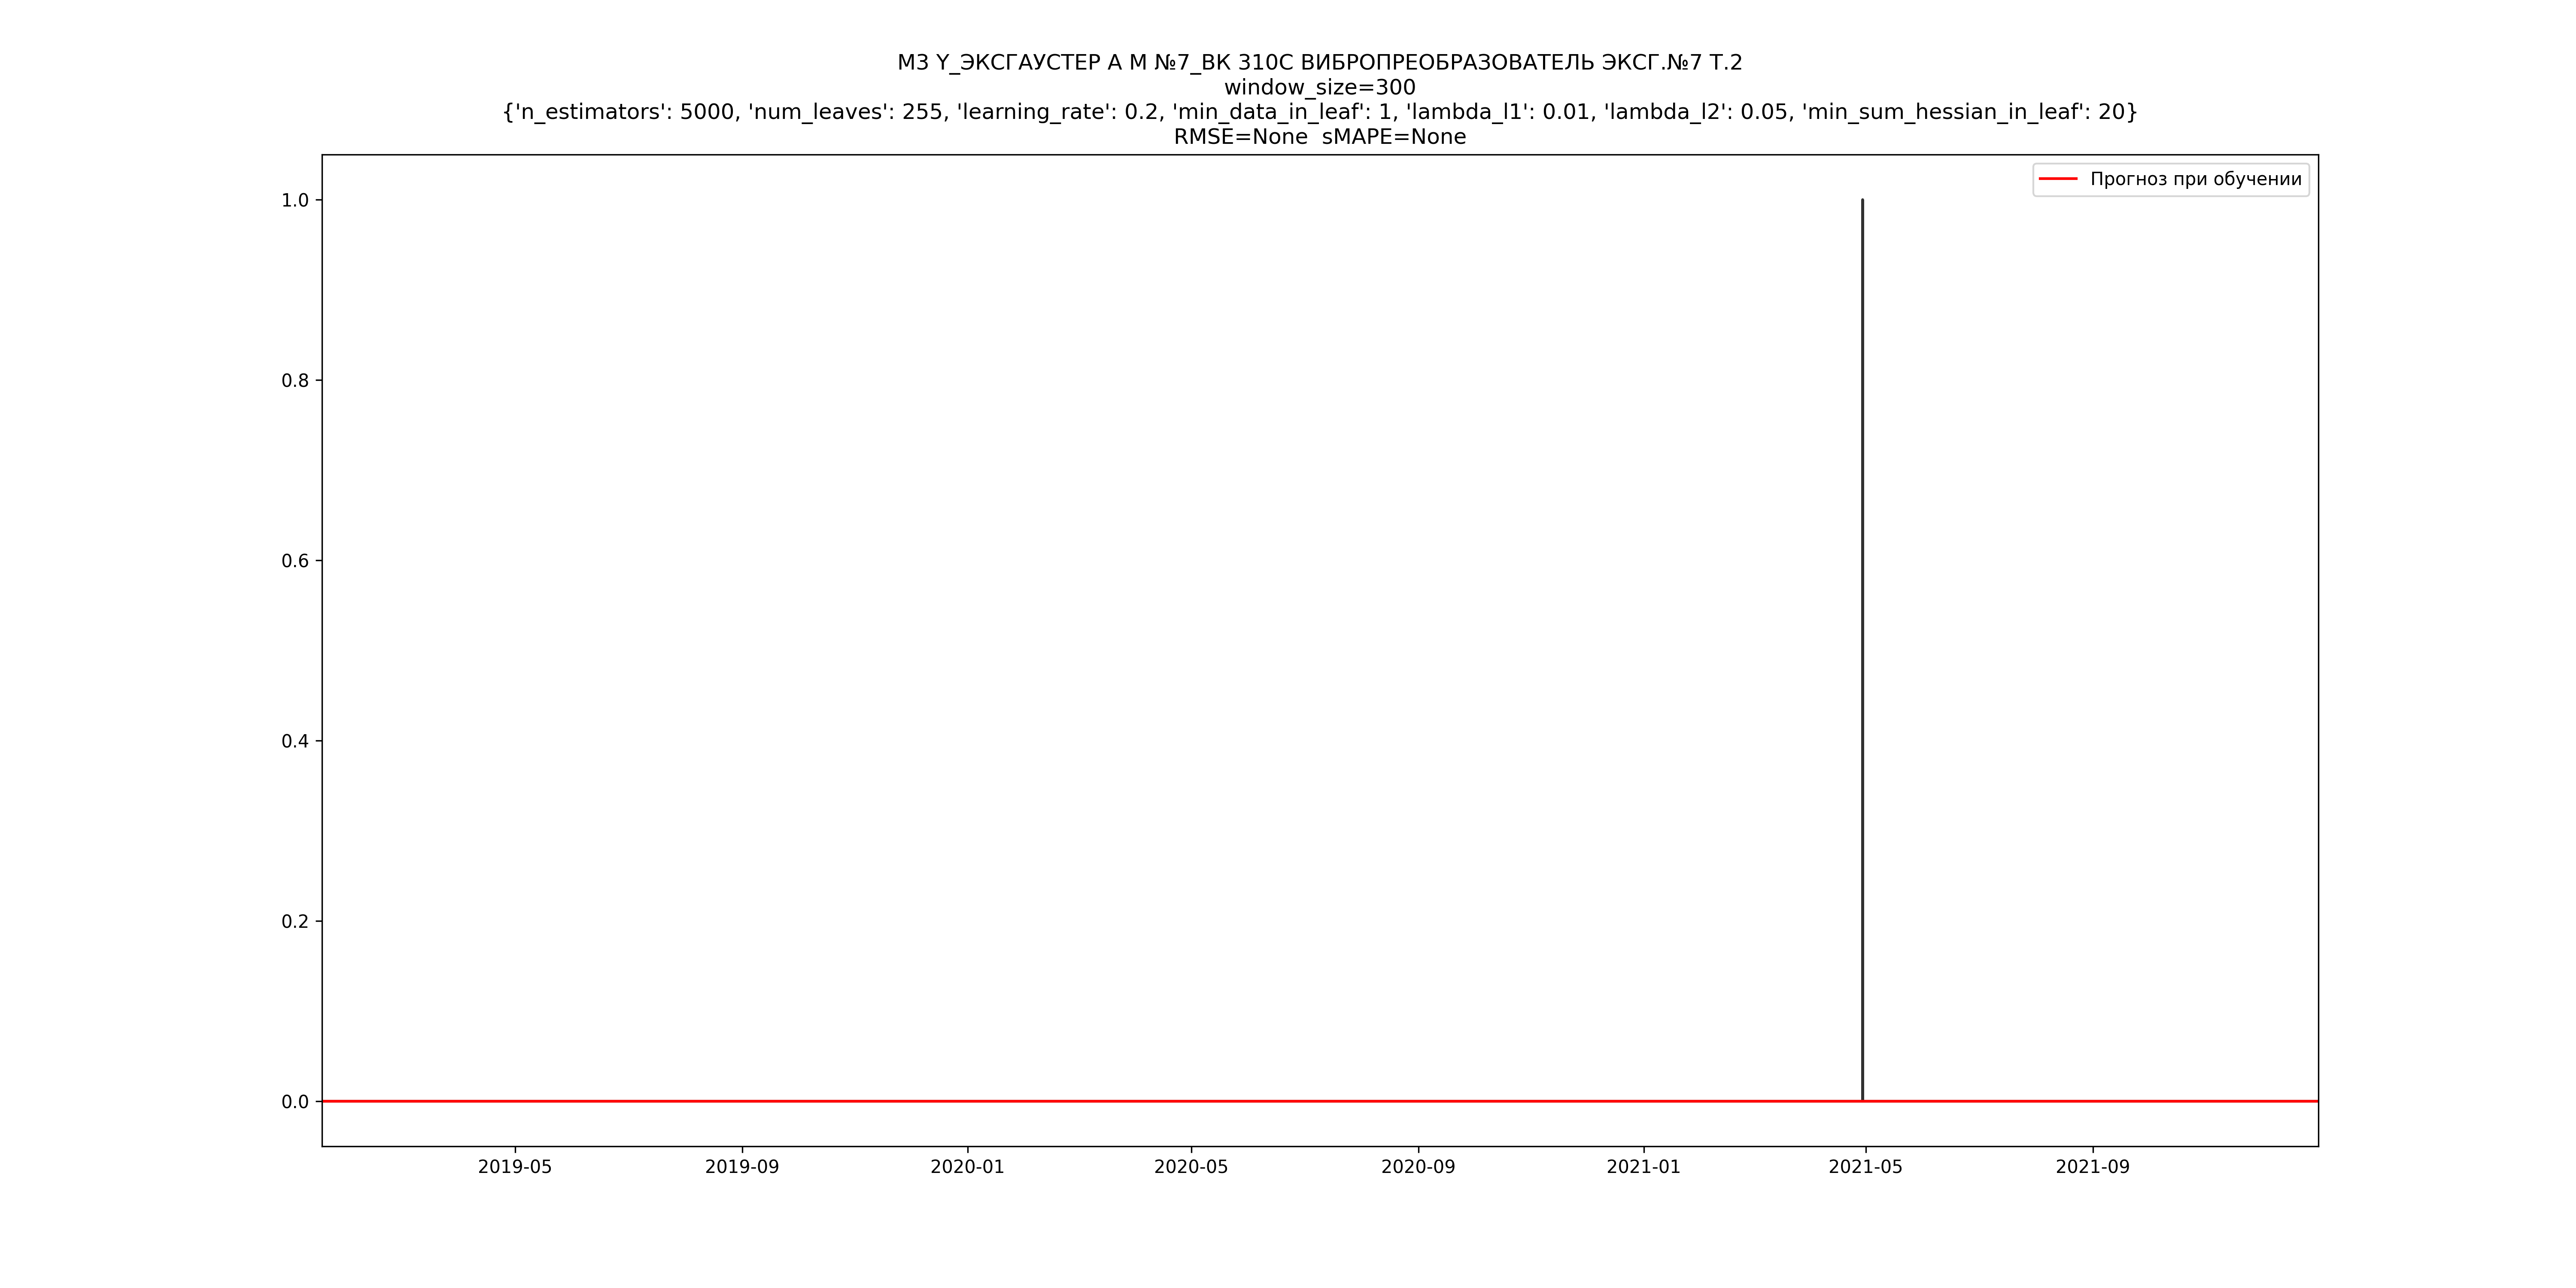 М3 Y_ЭКСГАУСТЕР А М №7_ВК 310С ВИБРОПРЕОБРАЗОВАТЕЛЬ ЭКСГ.№7 Т.2
window_size=300
{'n_estimators': 5000, 'num_leaves': 255, 'learning_rate': 0.2, 'min_data_in_leaf': 1, 'lambda_l1': 0.01, 'lambda_l2': 0.05, 'min_sum_hessian_in_leaf': 20}
RMSE=None  sMAPE=None
Прогноз при обучении
1.0
0.8
0.6
0.4
0.2
0.0
2019-05 2019-09 2020-01 2020-05 2020-09 2021-01 2021-05 2021-09